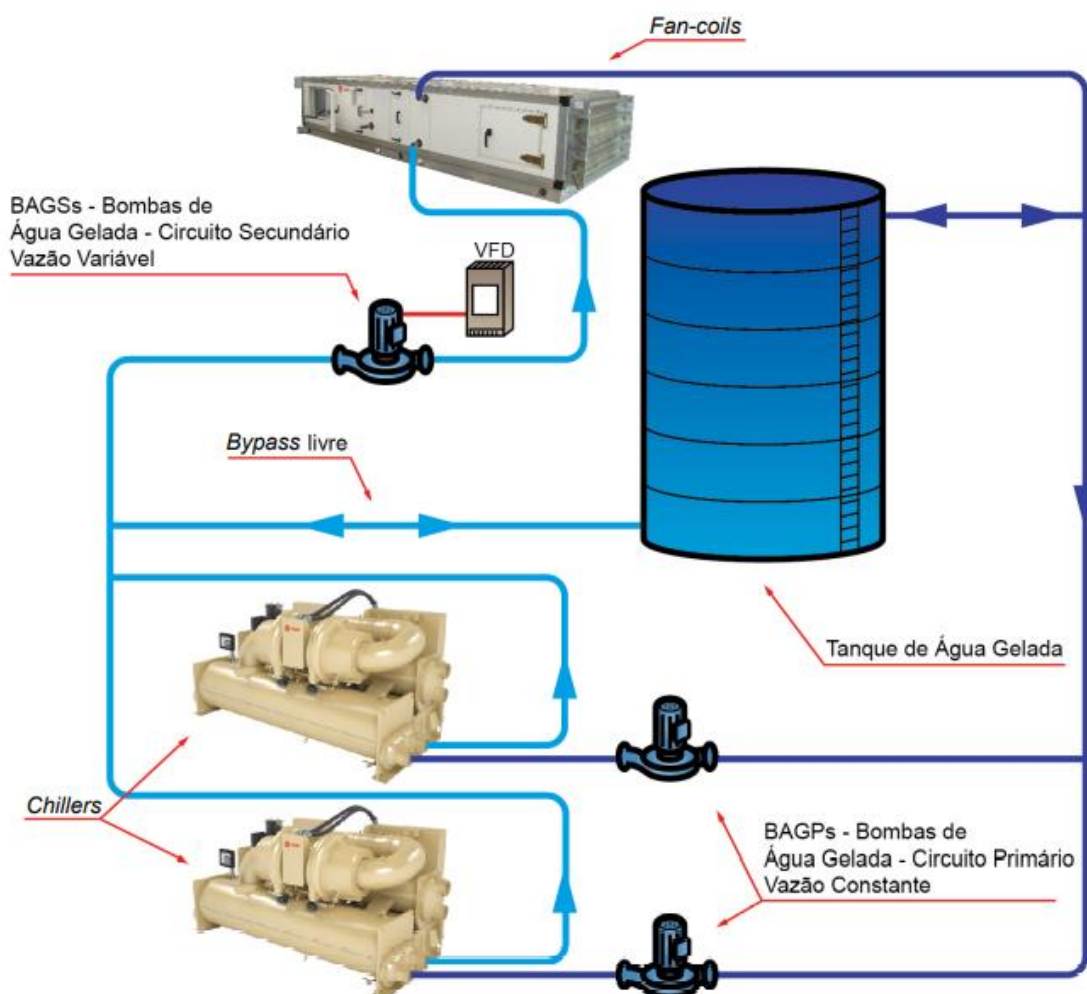 Fan-coils
BAGSs - Bombas de
Água Gelada - Circuito Secundário
Vazão Variável
VFD
Bypass livre
Tanque de Água Gelada
Chillers
BAGPs - Bombas de
Água Gelada - Circuito Primário
Vazão Constante